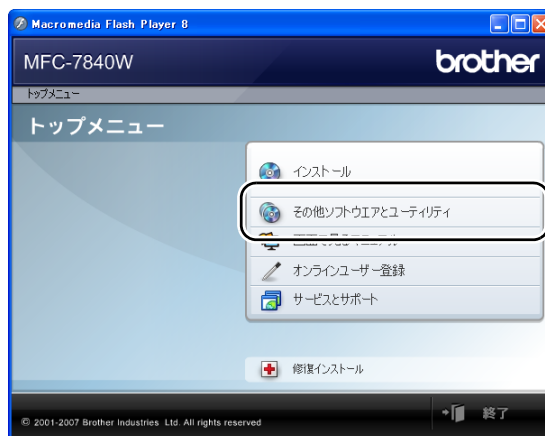 Macromedia Flash Player 8
MFC-7840W
brother
トップメニュー
トップメニュー
インストール
その他ソフトウエアとユーティリティ
オンラインユーザー登録
サービスとサポート
修復インストール
© 2001-2007 Brother Industries Ltd. All rights reserved
終了